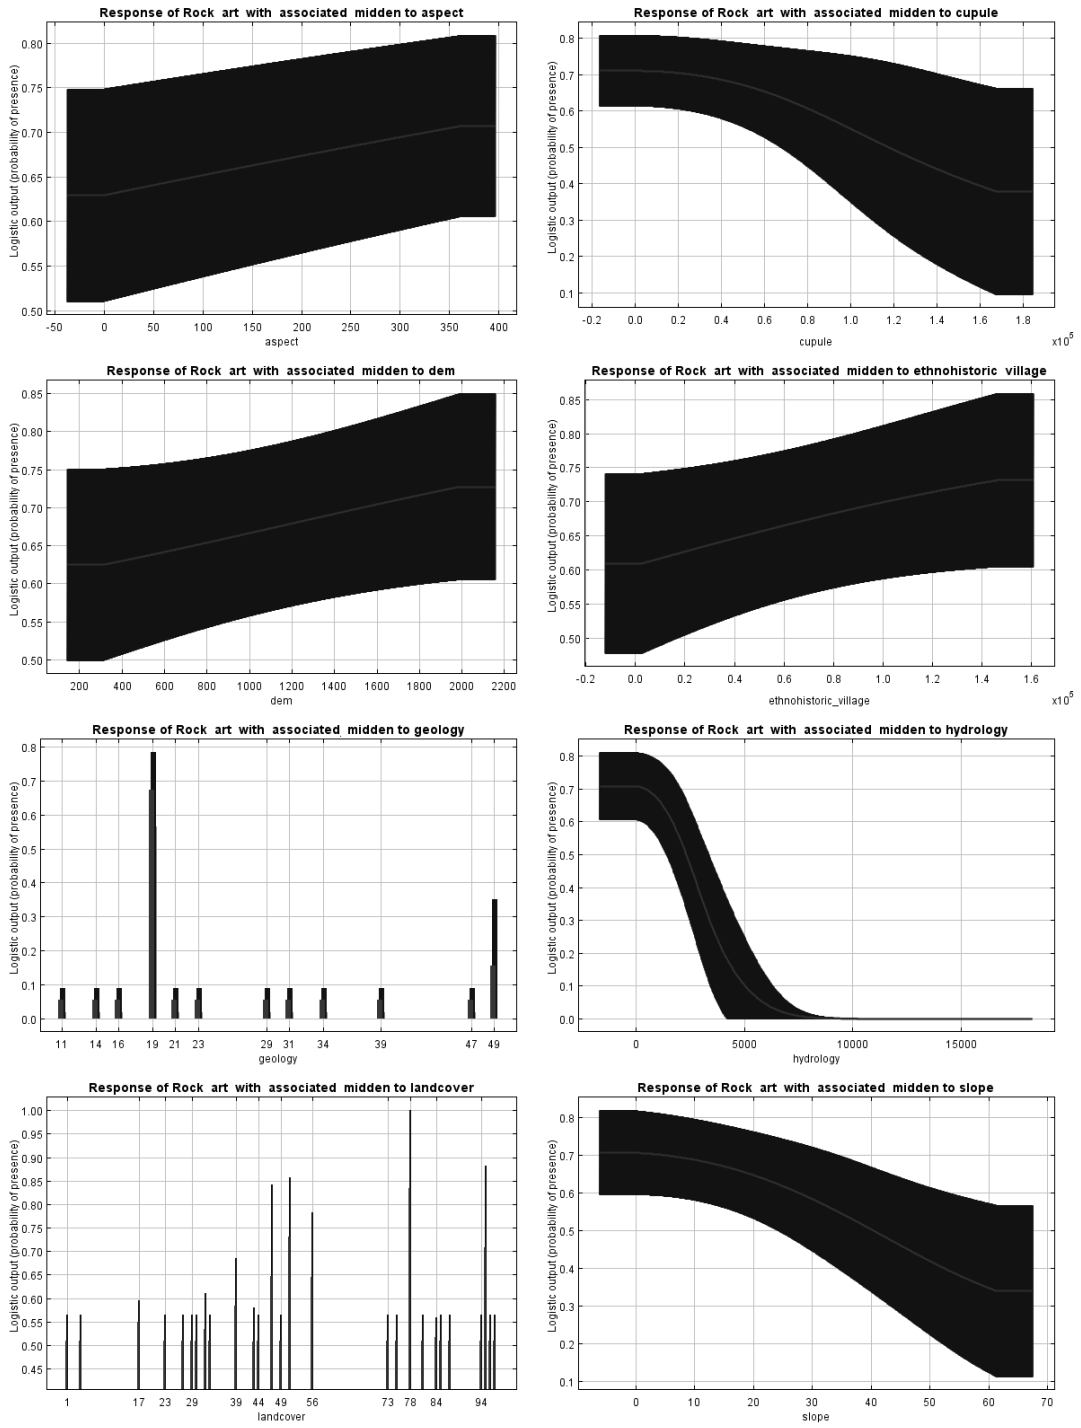 Response of Rock art with associated midden to aspect
Logistic output (probability of presence)
0.80
0.75
0.70
0.65
0.60
0.55
0.50
-50 0 50 100 150 200 250 300 350 400
aspect
Response of Rock art with associated midden to cupule
Logistic output (probability of presence)
0.8
0.7
0.6
0.5
0.4
0.3
0.2
0.1
-0.2 0.0 0.2 0.4 0.6 0.8 1.0 1.2 1.4 1.6 1.8
cupule x10^5
Response of Rock art with associated midden to dem
Logistic output (probability of presence)
0.85
0.80
0.75
0.70
0.65
0.60
0.55
0.50
200 400 600 800 1000 1200 1400 1600 1800 2000 2200
dem
Response of Rock art with associated midden to ethnohistoric village
Logistic output (probability of presence)
0.85
0.80
0.75
0.70
0.65
0.60
0.55
0.50
-0.2 0.0 0.2 0.4 0.6 0.8 1.0 1.2 1.4 1.6
ethnohistoric_village x10^5
Response of Rock art with associated midden to geology
Logistic output (probability of presence)
0.8
0.7
0.6
0.5
0.4
0.3
0.2
0.1
0.0
11 14 16 19 21 23 29 31 34 39 47 49
geology
Response of Rock art with associated midden to hydrology
Logistic output (probability of presence)
0.8
0.7
0.6
0.5
0.4
0.3
0.2
0.1
0.0
0 5000 10000 15000
hydrology
Response of Rock art with associated midden to landcover
Logistic output (probability of presence)
1.00
0.95
0.90
0.85
0.80
0.75
0.70
0.65
0.60
0.55
0.50
0.45
1 17 23 29 39 44 49 56 73 78 84 94
landcover
Response of Rock art with associated midden to slope
Logistic output (probability of presence)
0.8
0.7
0.6
0.5
0.4
0.3
0.2
0.1
0 10 20 30 40 50 60 70
slope